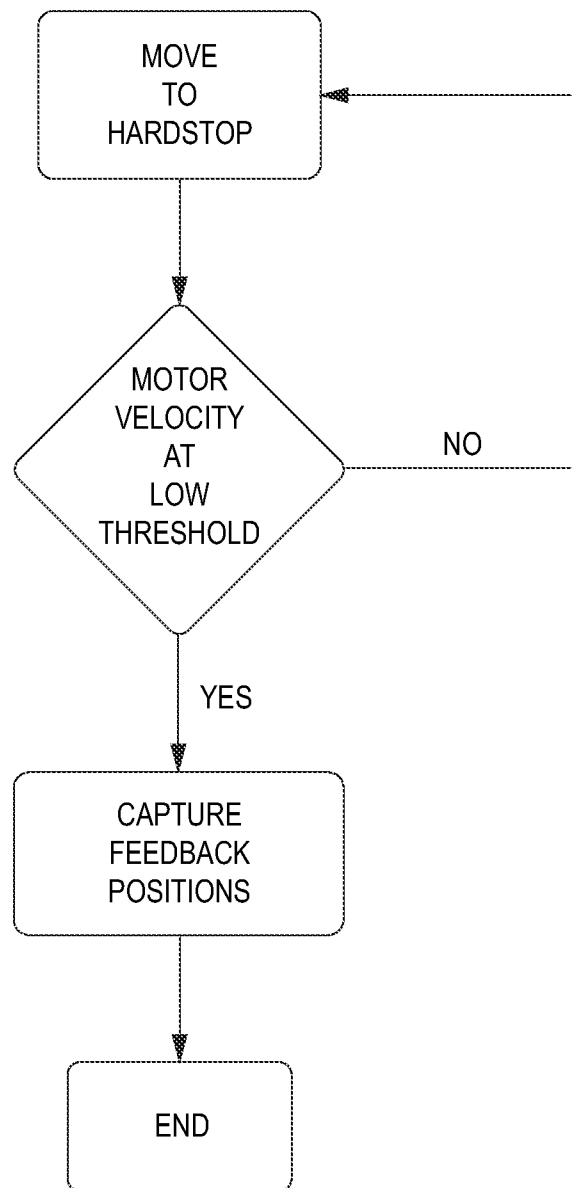 MOVE
TO
HARDSTOP
MOTOR
VELOCITY
AT
LOW
THRESHOLD
NO
YES
CAPTURE
FEEDBACK
POSITIONS
END